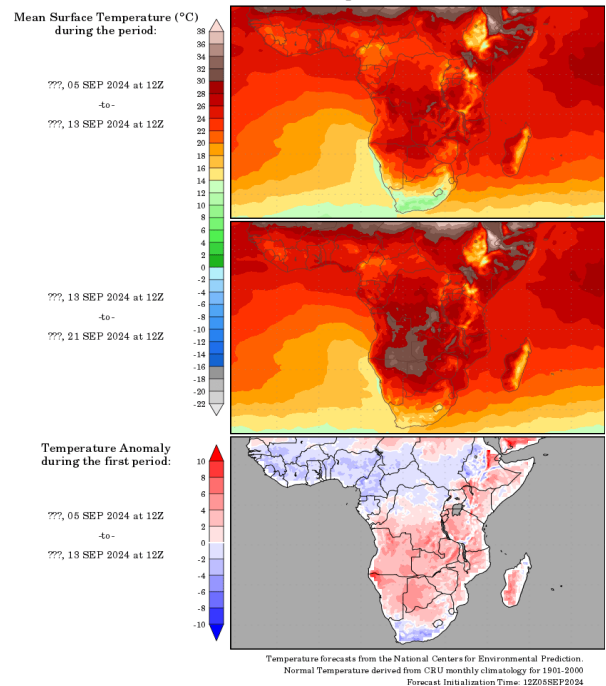 Mean Surface Temperature (°C)
during the period:
38
36
34
32
30
28
26
24
22
20
18
16
14
12
10
8
6
4
2
0
-2
-4
-6
-8
-10
-12
-14
-16
-18
-20
-22
???, 05 SEP 2024 at 12Z
-to-
???, 13 SEP 2024 at 12Z
???, 13 SEP 2024 at 12Z
-to-
???, 21 SEP 2024 at 12Z
Temperature Anomaly
during the first period:
10
8
6
4
2
0
-2
-4
-6
-8
-10
???, 05 SEP 2024 at 12Z
-to-
???, 13 SEP 2024 at 12Z
Temperature forecasts from the National Centers for Environmental Prediction.
Normal Temperature derived from CRU monthly climatology for 1901-2000
Forecast Initialization Time: 12Z05SEP2024